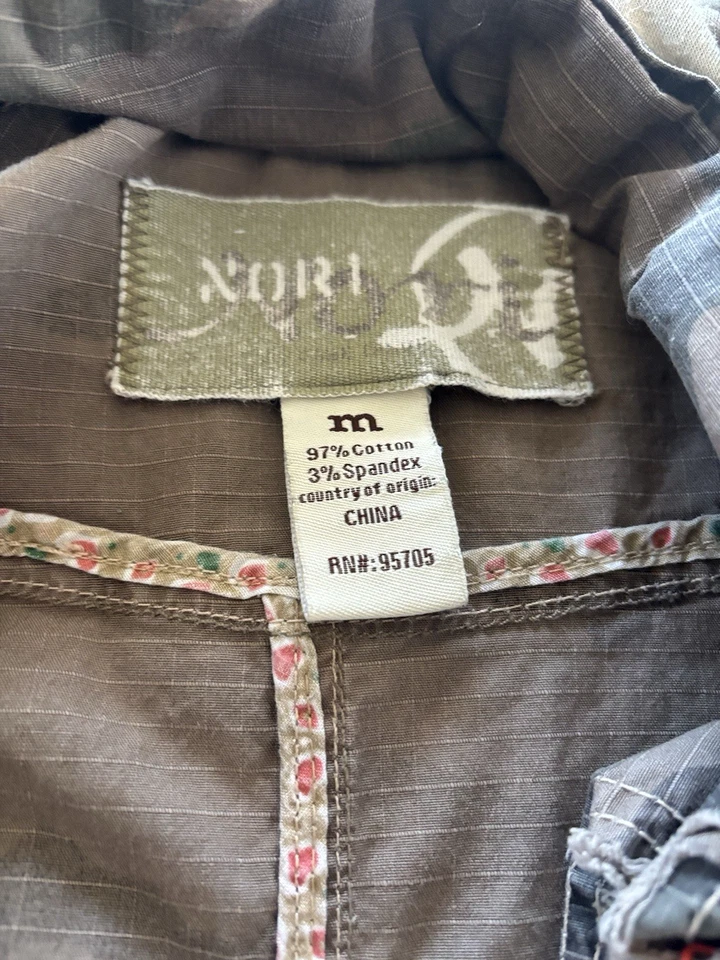 NORI
m
97% Cotton
3% Spandex
country of origin:
CHINA
RN#:95705